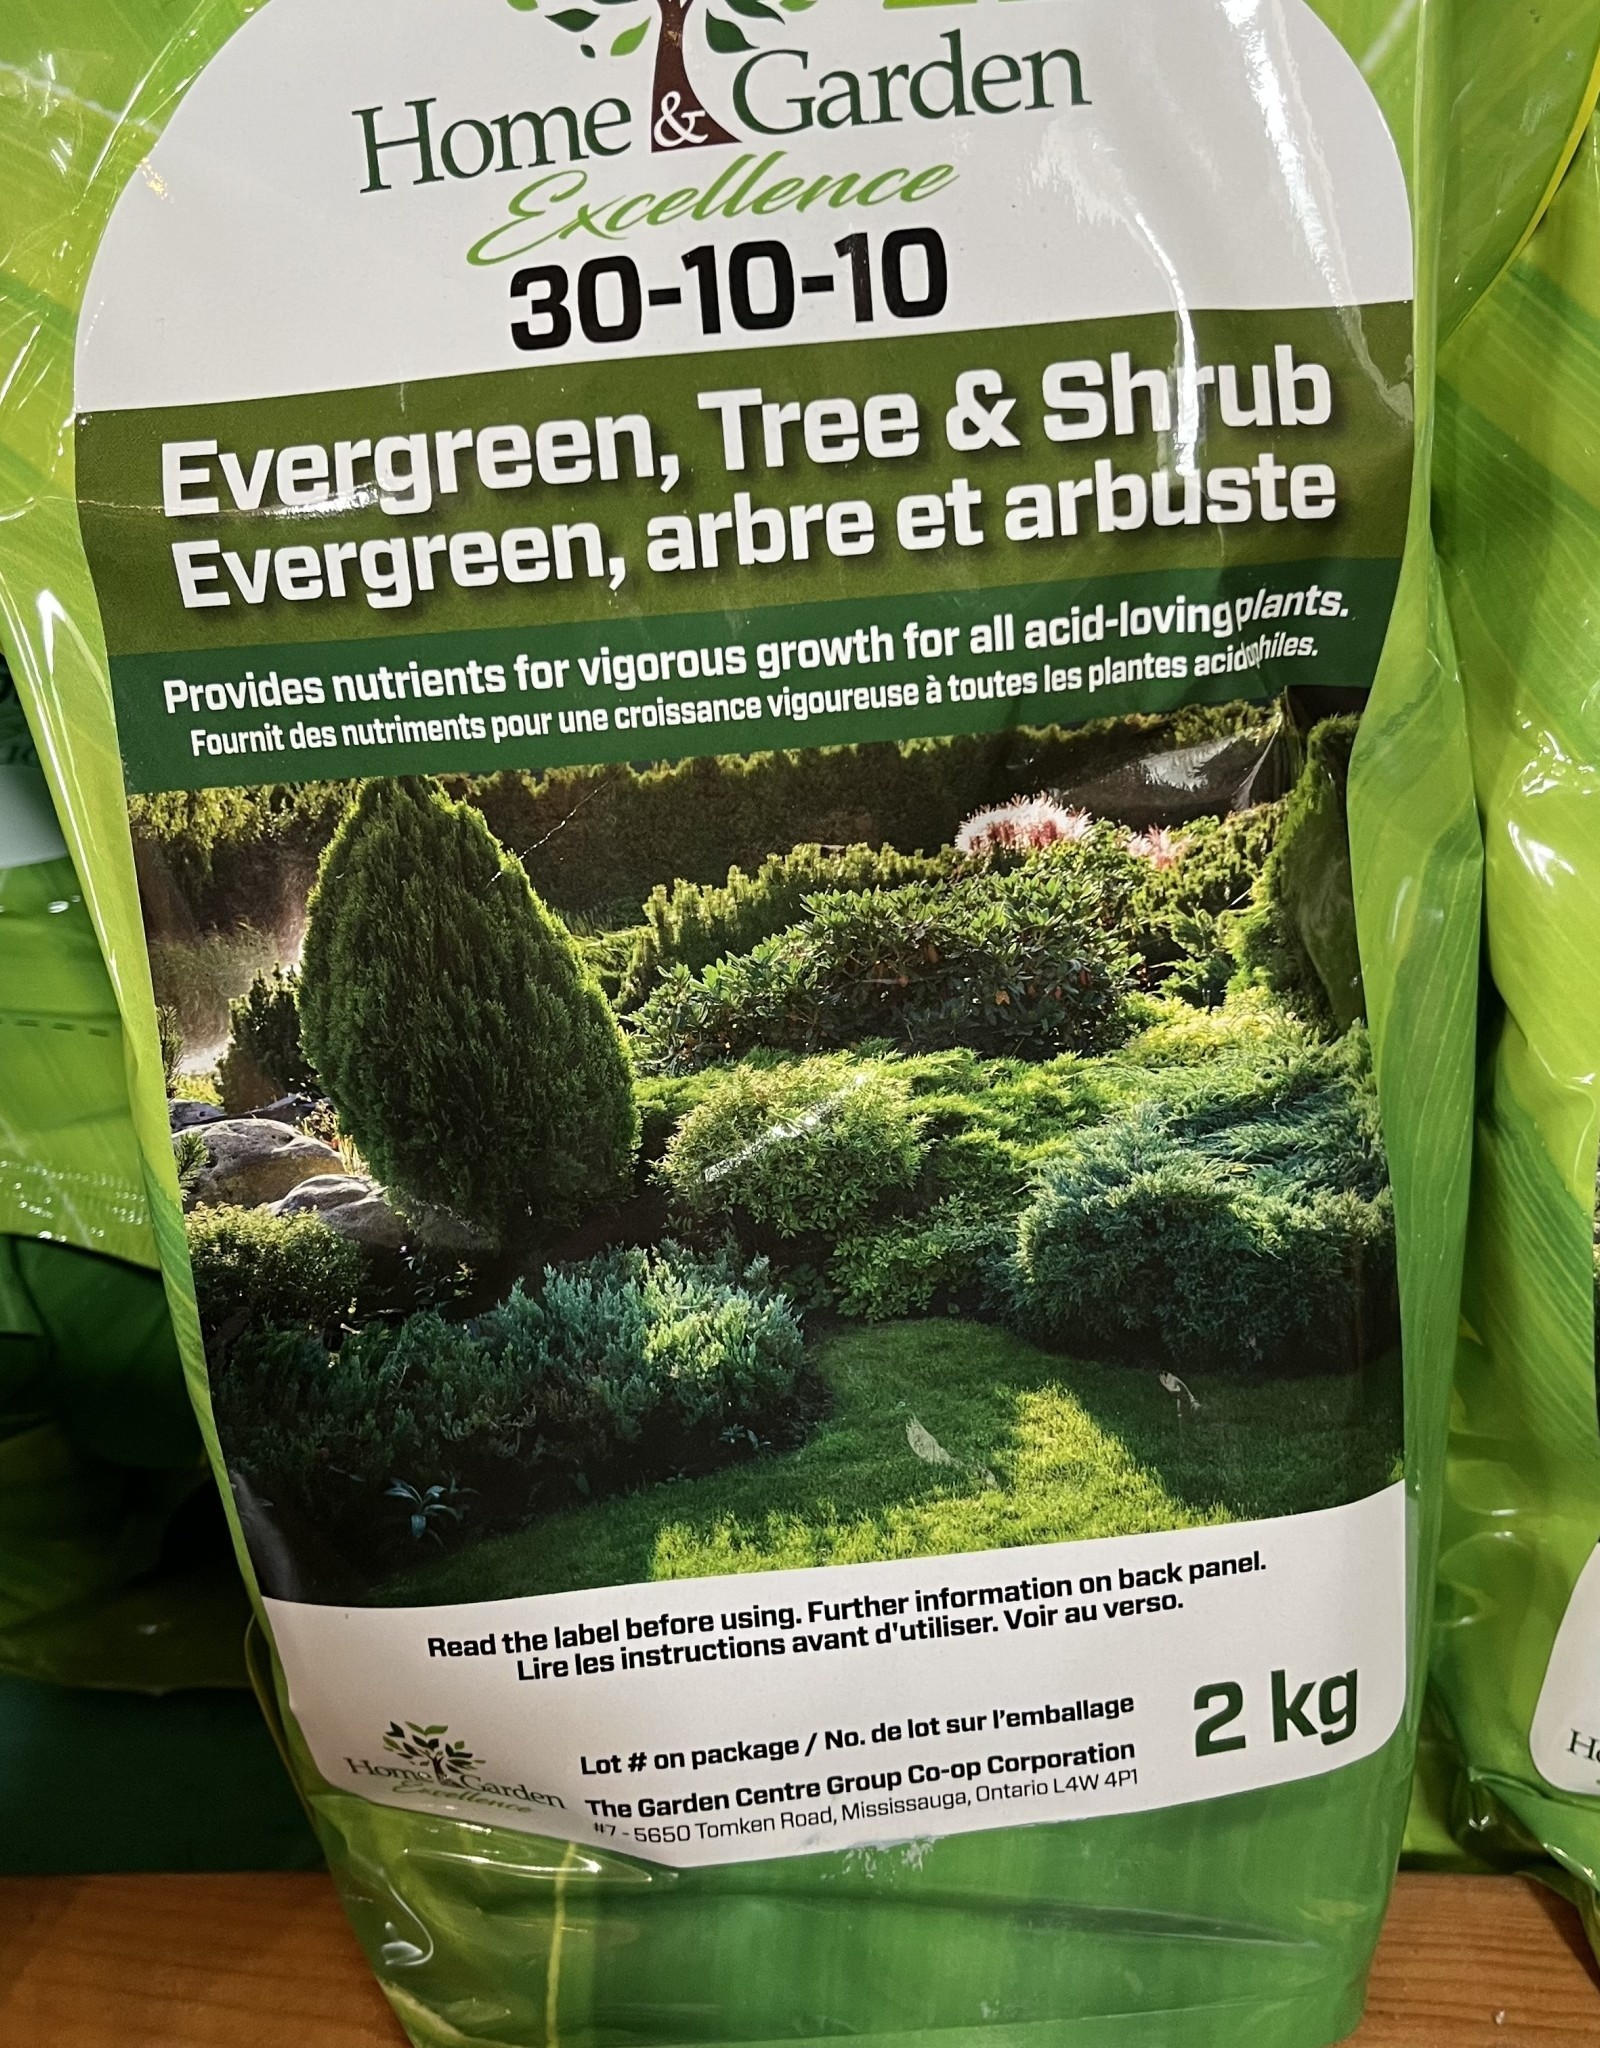 Home & Garden
Excellence
30-10-10
Evergreen, Tree & Shrub
Evergreen, arbre et arbuste
Provides nutrients for vigorous growth for all acid-loving plants.
Fournit des nutriments pour une croissance vigoureuse à toutes les plantes acidophiles.
Read the label before using. Further information on back panel.
Lire les instructions avant d'utiliser. Voir au verso.
2 kg
Lot # on package / No. de lot sur l'emballage
Home & Garden
Excellence
The Garden Centre Group Co-op Corporation
#7 - 5650 Tomken Road, Mississauga, Ontario L4W 4P1